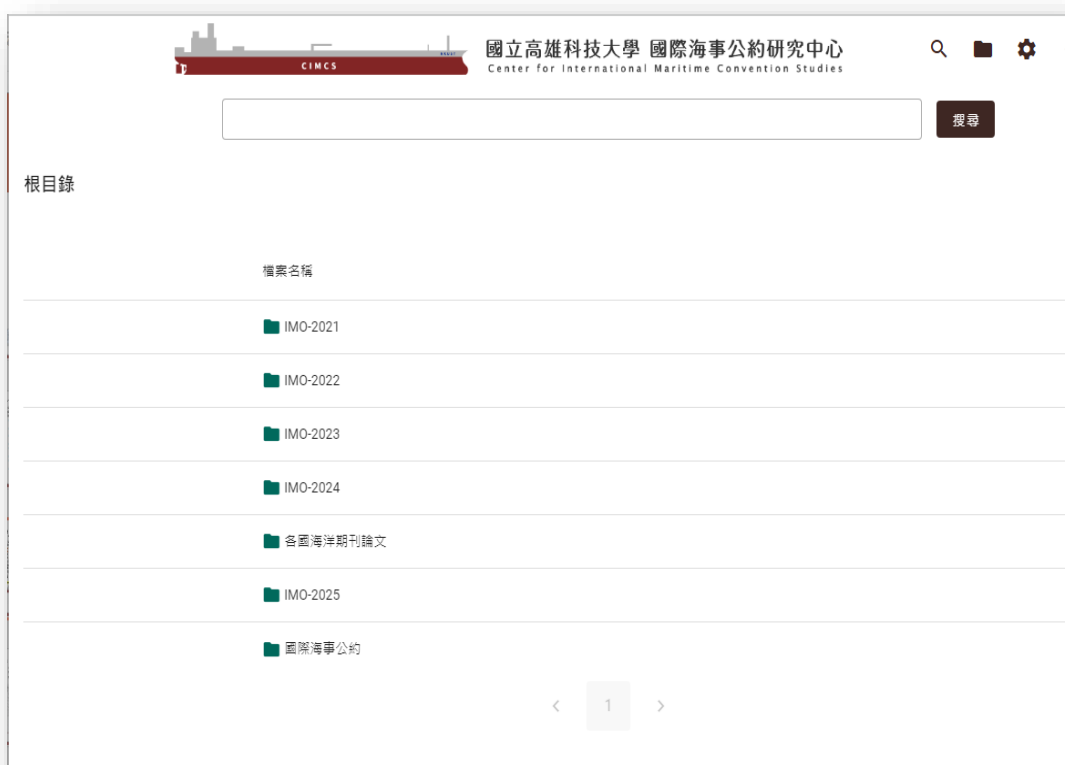 國立高雄科技大學 國際海事公約研究中心
CIMCS
Center for International Maritime Convention Studies
搜尋
根目錄
檔案名稱
IMO-2021
IMO-2022
IMO-2023
IMO-2024
各國海洋期刊論文
IMO-2025
國際海事公約
1